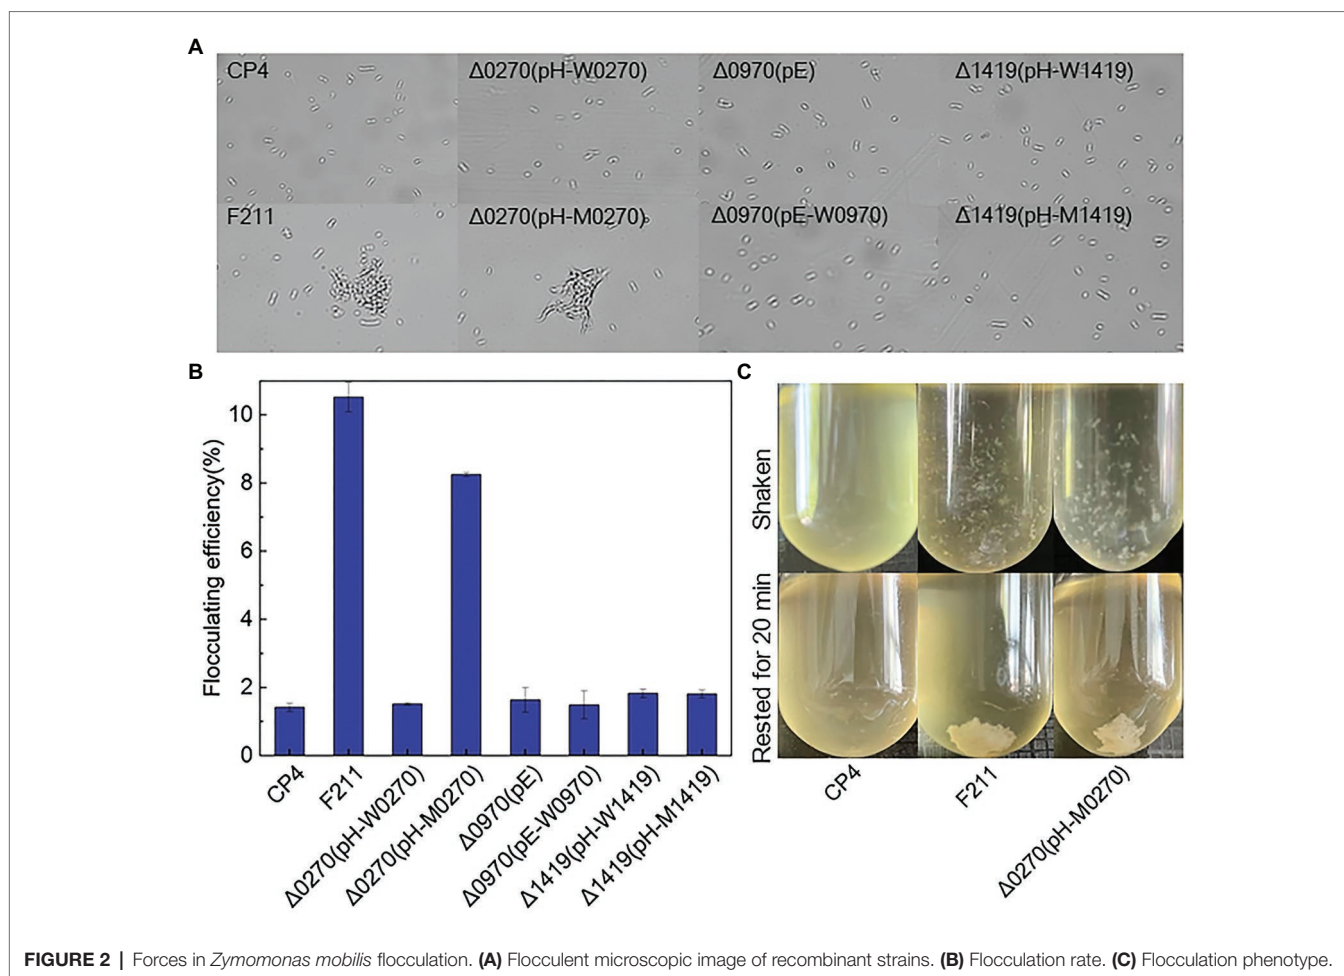 A
CP4
Δ0270(pH-W0270)
Δ0970(pE)
Δ1419(pH-W1419)
F211
Δ0270(pH-M0270)
Δ0970(pE-W0970)
Δ1419(pH-M1419)
B
Flocculating efficiency(%)
10
8
6
4
2
0
CP4
F211
Δ0270(pH-W0270)
Δ0270(pH-M0270)
Δ0970(pE)
Δ0970(pE-W0970)
Δ1419(pH-W1419)
Δ1419(pH-M1419)
C
Shaken
Rested for 20 min
CP4
F211
Δ0270(pH-M0270)
FIGURE 2 | Forces in Zymomonas mobilis flocculation. (A) Flocculent microscopic image of recombinant strains. (B) Flocculation rate. (C) Flocculation phenotype.